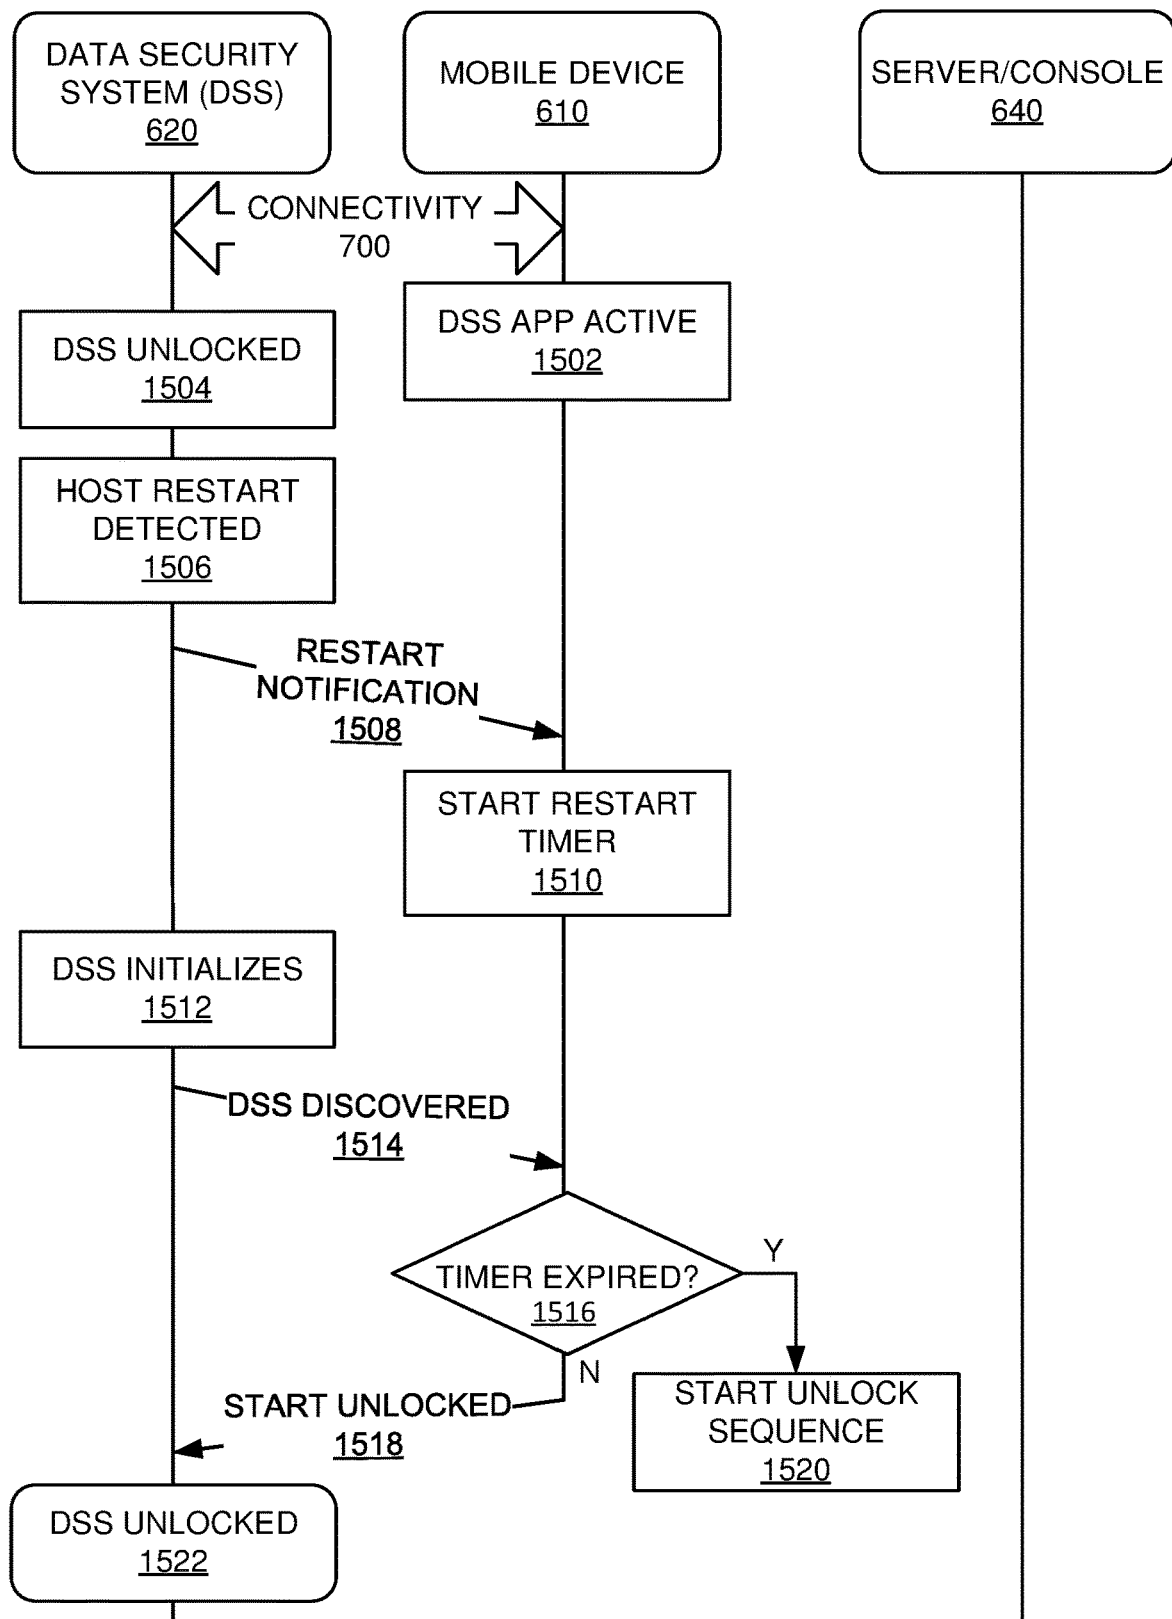 DATA SECURITY
SYSTEM (DSS)
620
MOBILE DEVICE
610
SERVER/CONSOLE
640
CONNECTIVITY
700
DSS APP ACTIVE
1502
DSS UNLOCKED
1504
HOST RESTART
DETECTED
1506
RESTART
NOTIFICATION
1508
START RESTART
TIMER
1510
DSS INITIALIZES
1512
DSS DISCOVERED
1514
TIMER EXPIRED?
1516
Y
N
START UNLOCKED
1518
START UNLOCK
SEQUENCE
1520
DSS UNLOCKED
1522